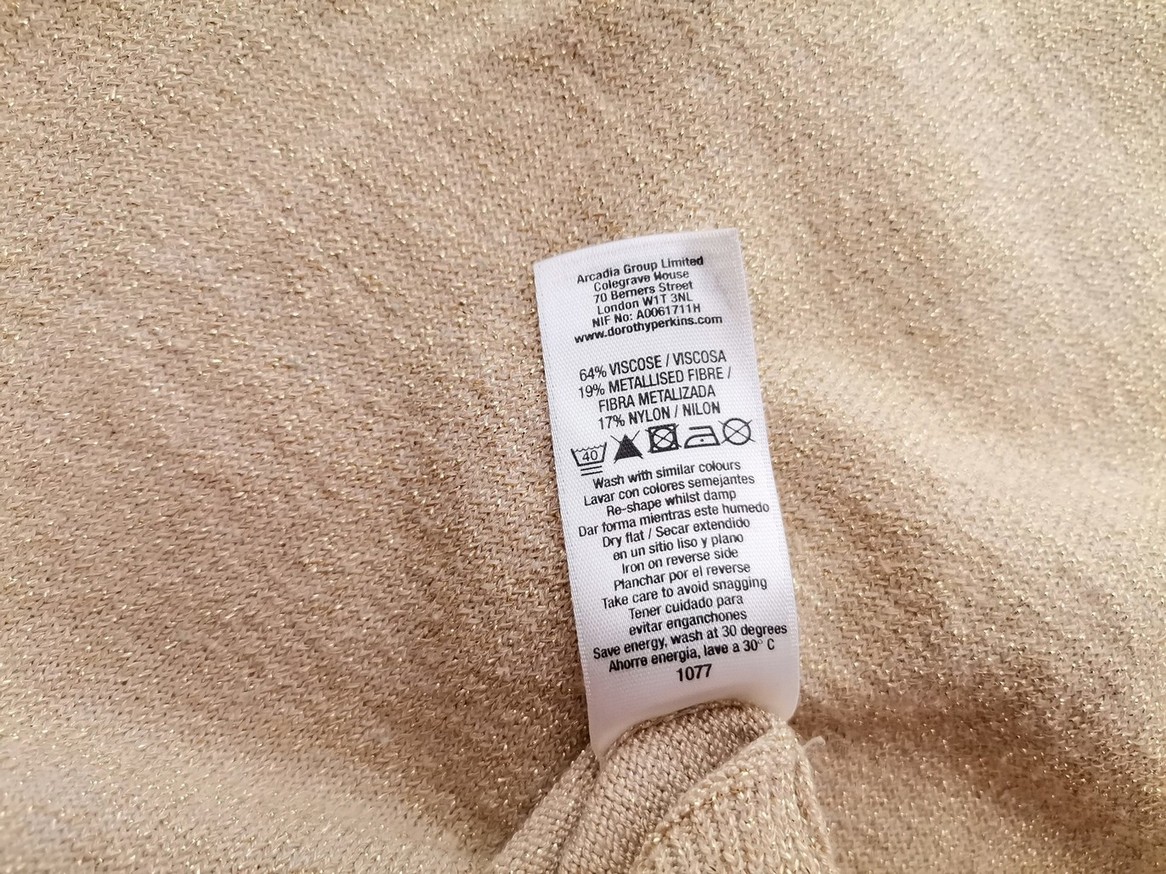 Arcadia Group Limited
Colegrave House
70 Berners Street
London W1T 3NL
NIF No: A0061711H
www.dorothyperkins.com
64% VISCOSE / VISCOSA
19% METALLISED FIBRE /
FIBRA METALIZADA
17% NYLON / NILON
40
Wash with similar colours
Lavar con colores semejantes
Re-shape whilst damp
Dar forma mientras este humedo
Dry flat / Secar extendido
en un sitio liso y plano
Iron on reverse side
Planchar por el reverse
Take care to avoid snagging
Tener cuidado para
evitar enganchones
Save energy, wash at 30 degrees
Ahorre energia, lave a 30° C
1077